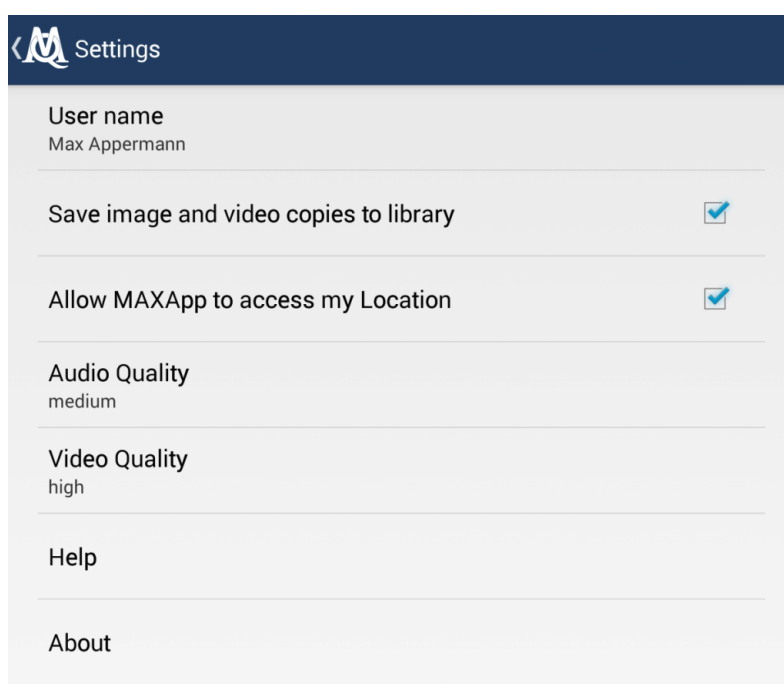 Settings
User name
Max Appermann
Save image and video copies to library
Allow MAXApp to access my Location
Audio Quality
medium
Video Quality
high
Help
About